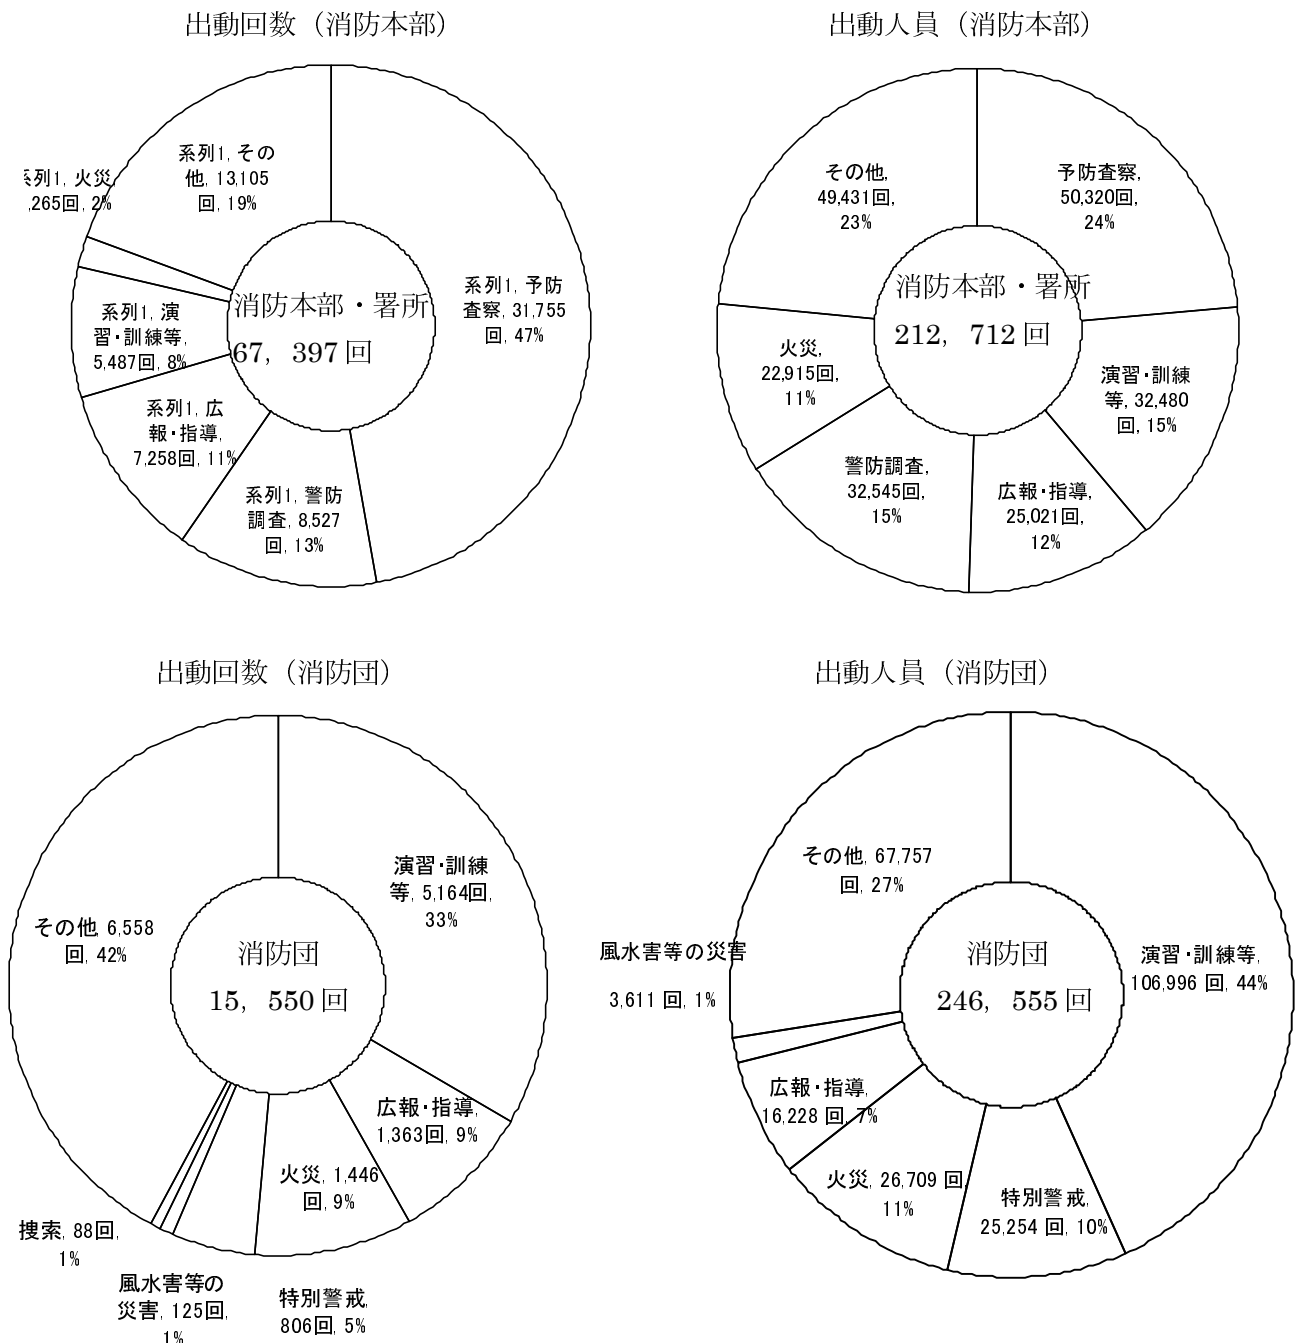 出動回数（消防本部）
系列1, その
他, 13,105
回, 19%
系列1, 火災,
,265回, 2%
系列1, 予防
査察, 31,755
回, 47%
消防本部・署所
67，397回
系列1, 演
習・訓練等,
5,487回, 8%
系列1, 広
報・指導,
7,258回, 11%
系列1, 警防
調査, 8,527
回, 13%
出動人員（消防本部）
その他,
49,431回,
23%
予防査察,
50,320回,
24%
消防本部・署所
212，712回
火災,
22,915回,
11%
演習・訓練
等, 32,480
回, 15%
警防調査,
32,545回,
15%
広報・指導,
25,021回,
12%
出動回数（消防団）
演習・訓練
等, 5,164回,
33%
その他, 6,558
回, 42%
消防団
15，550回
広報・指導,
1,363回, 9%
火災, 1,446
回, 9%
捜索, 88回,
1%
風水害等の
災害, 125回,
1%
特別警戒,
806回, 5%
出動人員（消防団）
その他, 67,757
回, 27%
風水害等の災害
3,611 回, 1%
消防団
246，555回
演習・訓練等,
106,996 回, 44%
広報・指導,
16,228 回, 7%
火災, 26,709 回,
11%
特別警戒,
25,254 回, 10%